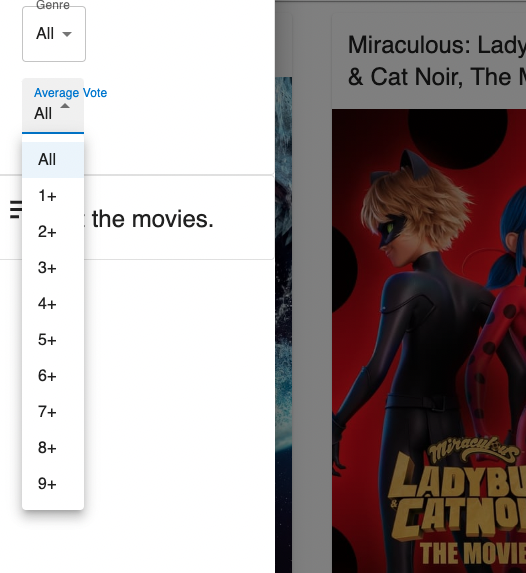 Genre
All
Average Vote
All
All
1+
2+
3+
4+
5+
6+
7+
8+
9+
the movies.
Miraculous: Lady
& Cat Noir, The
Miraculous
LADYBU
& CATNO
THE MOVIE